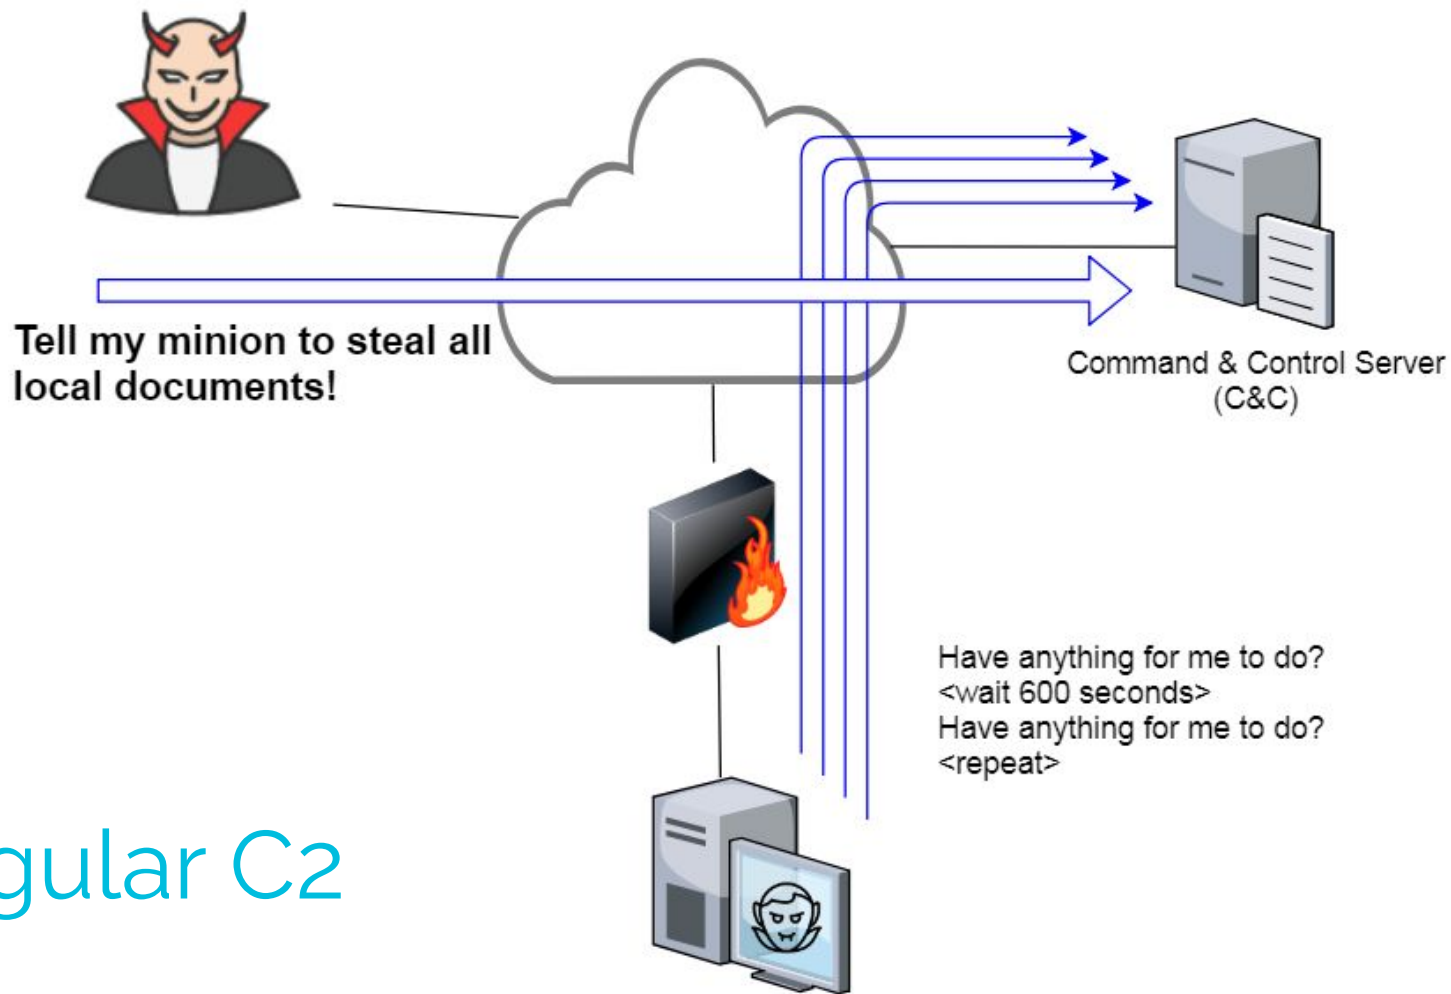 Tell my minion to steal all
local documents!
Command & Control Server
(C&C)
Have anything for me to do?
<wait 600 seconds>
Have anything for me to do?
<repeat>
gular C2